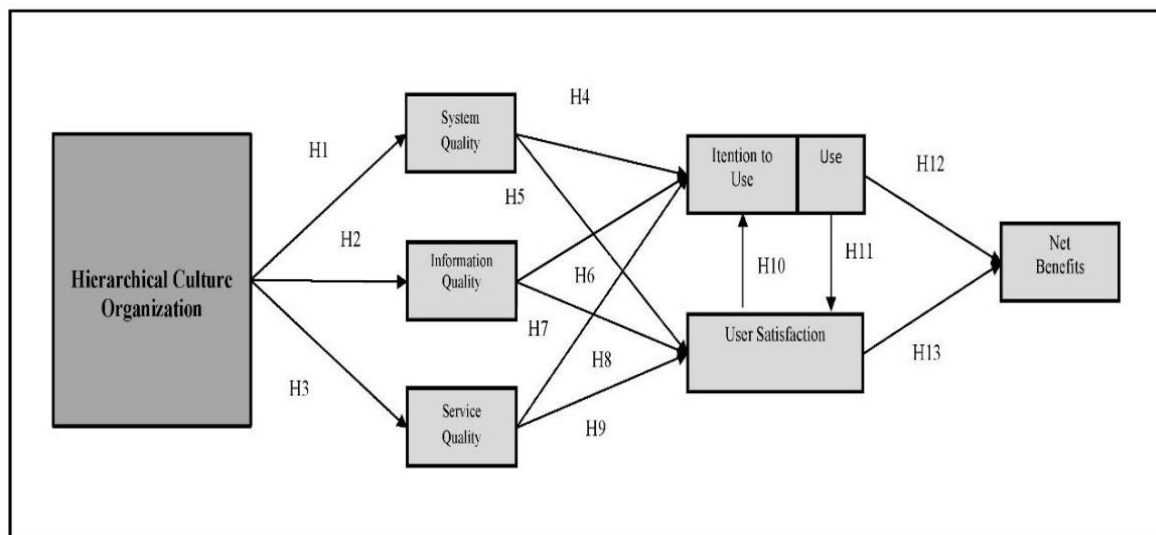 Hierarchical Culture
Organization
H1
H2
H3
System
Quality
Information
Quality
Service
Quality
H4
H5
H6
H7
H8
H9
Itention to
Use
Use
H10
H11
User Satisfaction
H12
H13
Net
Benefits